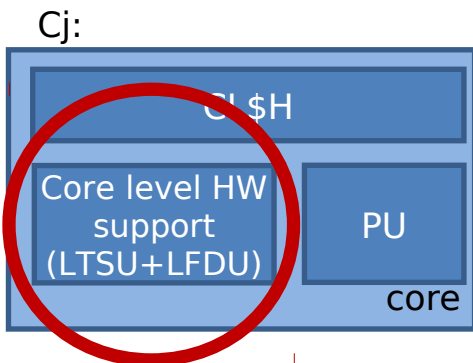 Cj:
CL$H
Core level HW
support
(LTSU+LFDU)
PU
core